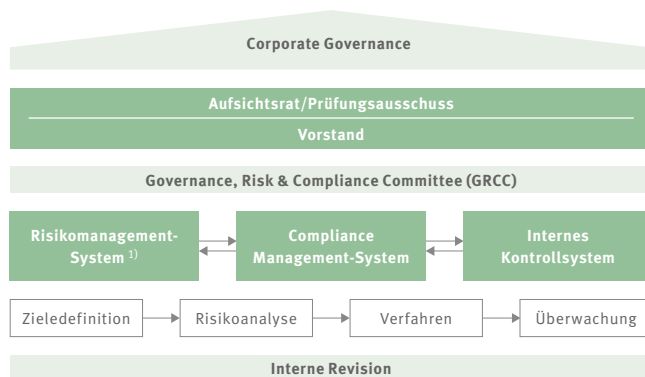 Corporate Governance
Aufsichtsrat/Prüfungsausschuss
Vorstand
Governance, Risk & Compliance Committee (GRCC)
Risikomanagement-
System 1)
Compliance
Management-System
Internes
Kontrollsystem
Zieledefinition
Risikoanalyse
Verfahren
Überwachung
Interne Revision